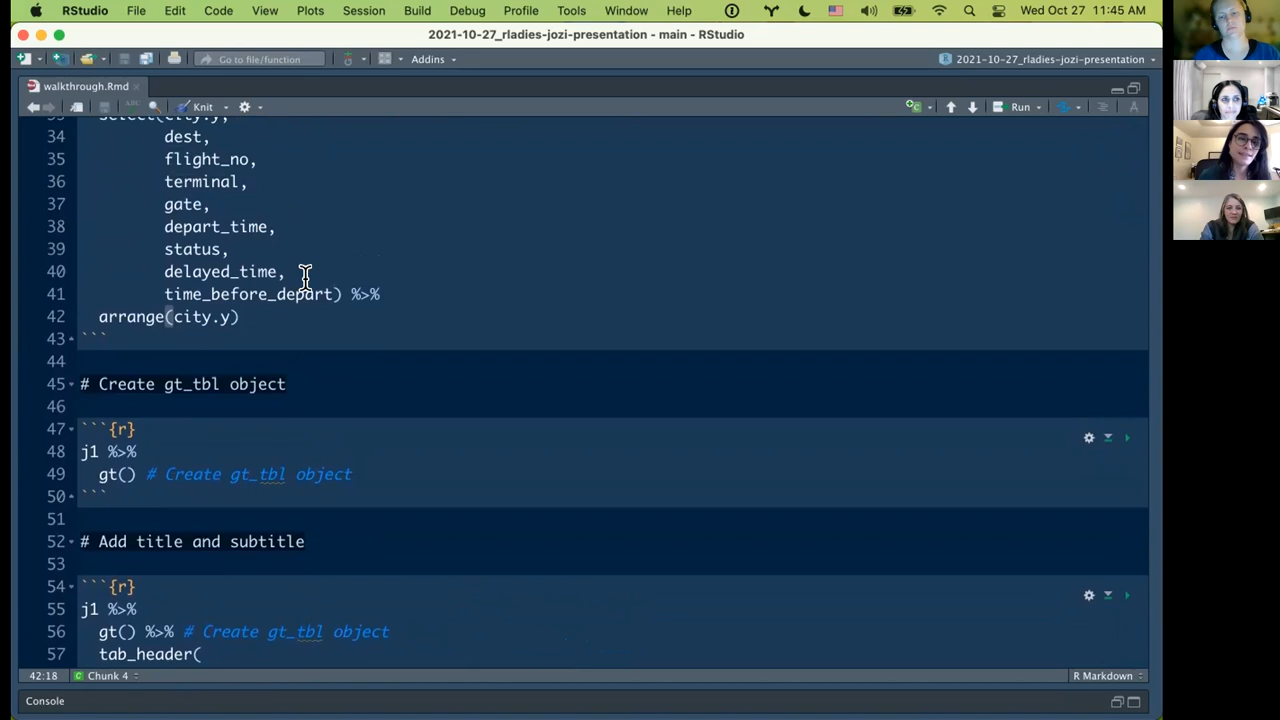 RStudio File Edit Code View Plots Session Build Debug Profile Tools Window Help Wed Oct 27 11:45 AM
2021-10-27_rladies-jozi-presentation - main - RStudio
Go to file/function Addins 2021-10-27_rladies-jozi-presentation
walkthrough.Rmd
Knit Run
33 select(city.y,
34 dest,
35 flight_no,
36 terminal,
37 gate,
38 depart_time,
39 status,
40 delayed_time,
41 time_before_depart) %>%
42 arrange(city.y)
43 ```
44
45 # Create gt_tbl object
46
47 ```{r}
48 j1 %>%
49 gt() # Create gt_tbl object
50 ```
51
52 # Add title and subtitle
53
54 ```{r}
55 j1 %>%
56 gt() %>% # Create gt_tbl object
57 tab_header(
42:18 Chunk 4 R Markdown
Console